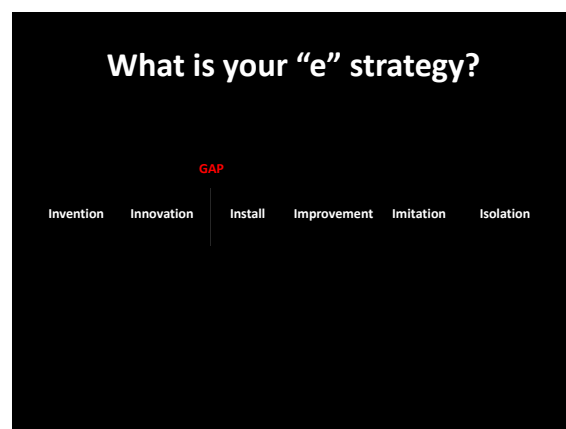 What is your “e” strategy?
GAP
Invention Innovation Install Improvement Imitation Isolation